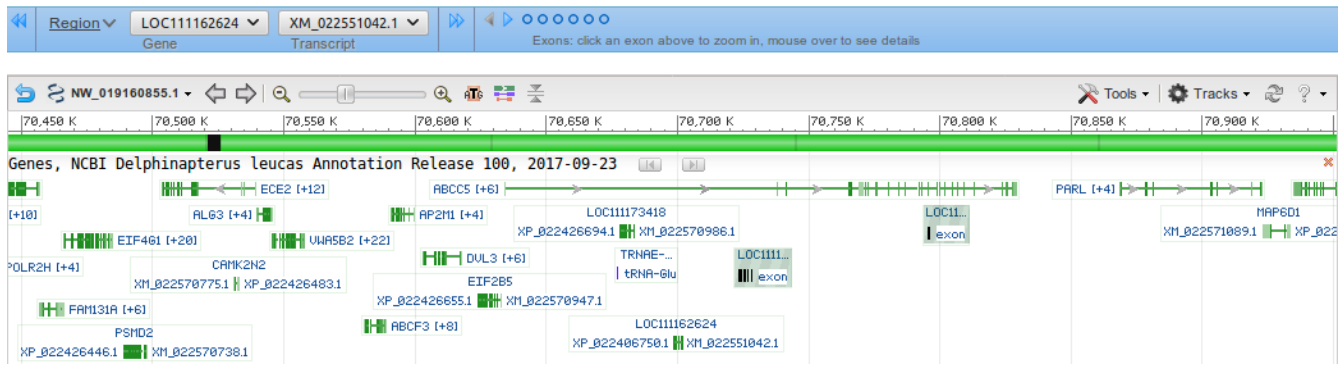 Region LOC111162624 XM_022551042.1
Gene Transcript Exons: click an exon above to zoom in, mouse over to see details
NW_019160855.1 ATG Tools Tracks ?
70,450 K 70,500 K 70,550 K 70,600 K 70,650 K 70,700 K 70,750 K 70,800 K 70,850 K 70,900 K
Genes, NCBI Delphinapterus leucas Annotation Release 100, 2017-09-23
ECE2 [+12] ABCC5 [+6] PARL [+4]
[+10] ALG3 [+4] AP2M1 [+4] LOC111173418 LOC11... MAP6D1
XP_022426694.1 XM_022570986.1 exon XM_022571089.1 XP_022
EIF4G1 [+20] VWA5B2 [+22]
DVL3 [+6] TRNAE-... LOC1111...
POLR2H [+4] CAMK2N2 tRNA-Glu exon
XM_022570775.1 XP_022426483.1 EIF2B5
XP_022426655.1 XM_022570947.1
FAM131A [+6]
ABCF3 [+8] LOC111162624
PSMD2 XP_022406750.1 XM_022551042.1
XP_022426446.1 XM_022570738.1